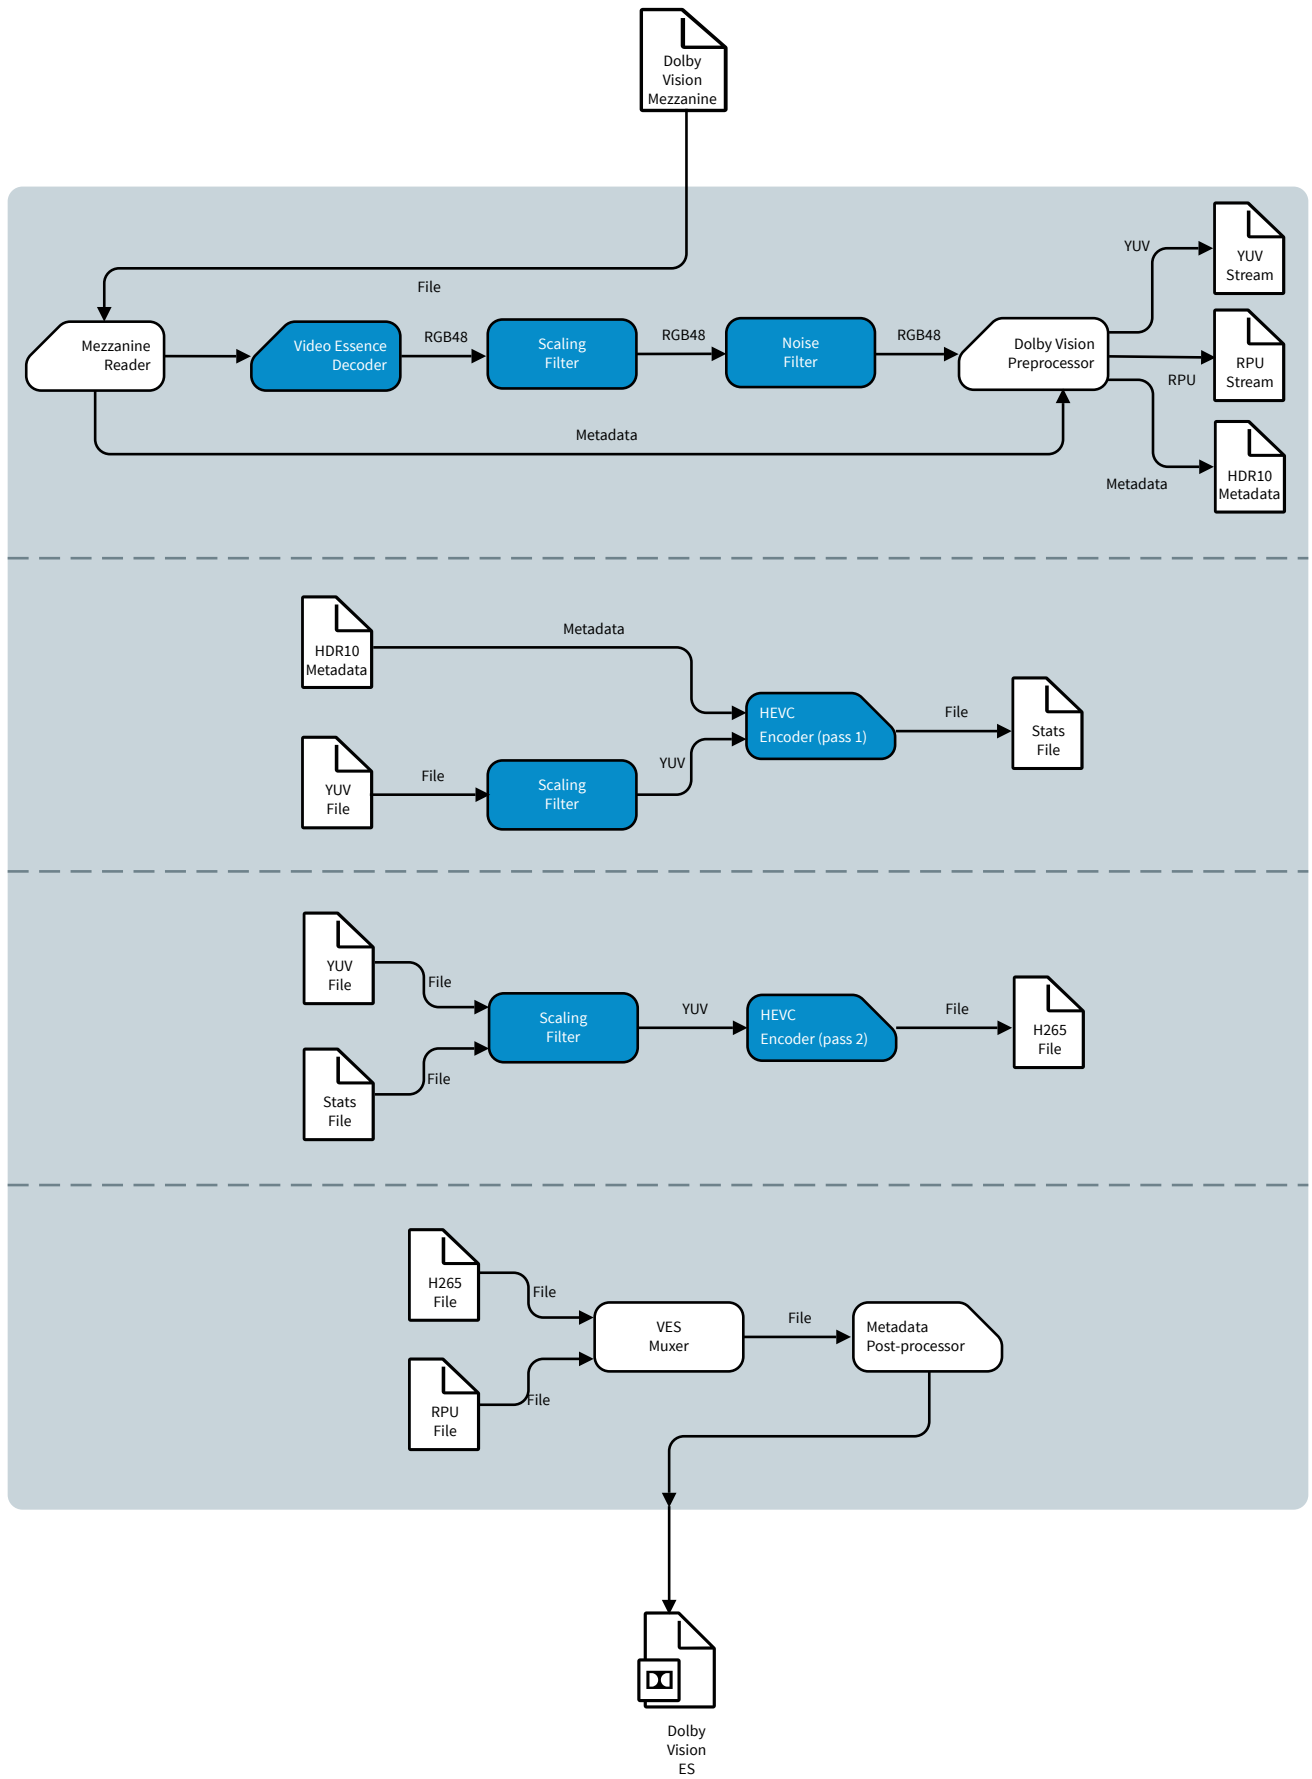 Dolby
Vision
Mezzanine
File
YUV
YUV
Stream
Mezzanine
Reader
Video Essence
Decoder
RGB48
Scaling
Filter
RGB48
Noise
Filter
RGB48
Dolby Vision
Preprocessor
RPU
RPU
Stream
Metadata
Metadata
HDR10
Metadata
HDR10
Metadata
Metadata
HEVC
Encoder (pass 1)
File
Stats
File
YUV
File
File
Scaling
Filter
YUV
YUV
File
File
Scaling
Filter
YUV
HEVC
Encoder (pass 2)
File
H265
File
Stats
File
File
H265
File
File
VES
Muxer
File
Metadata
Post-processor
RPU
File
File
Dolby
Vision
ES